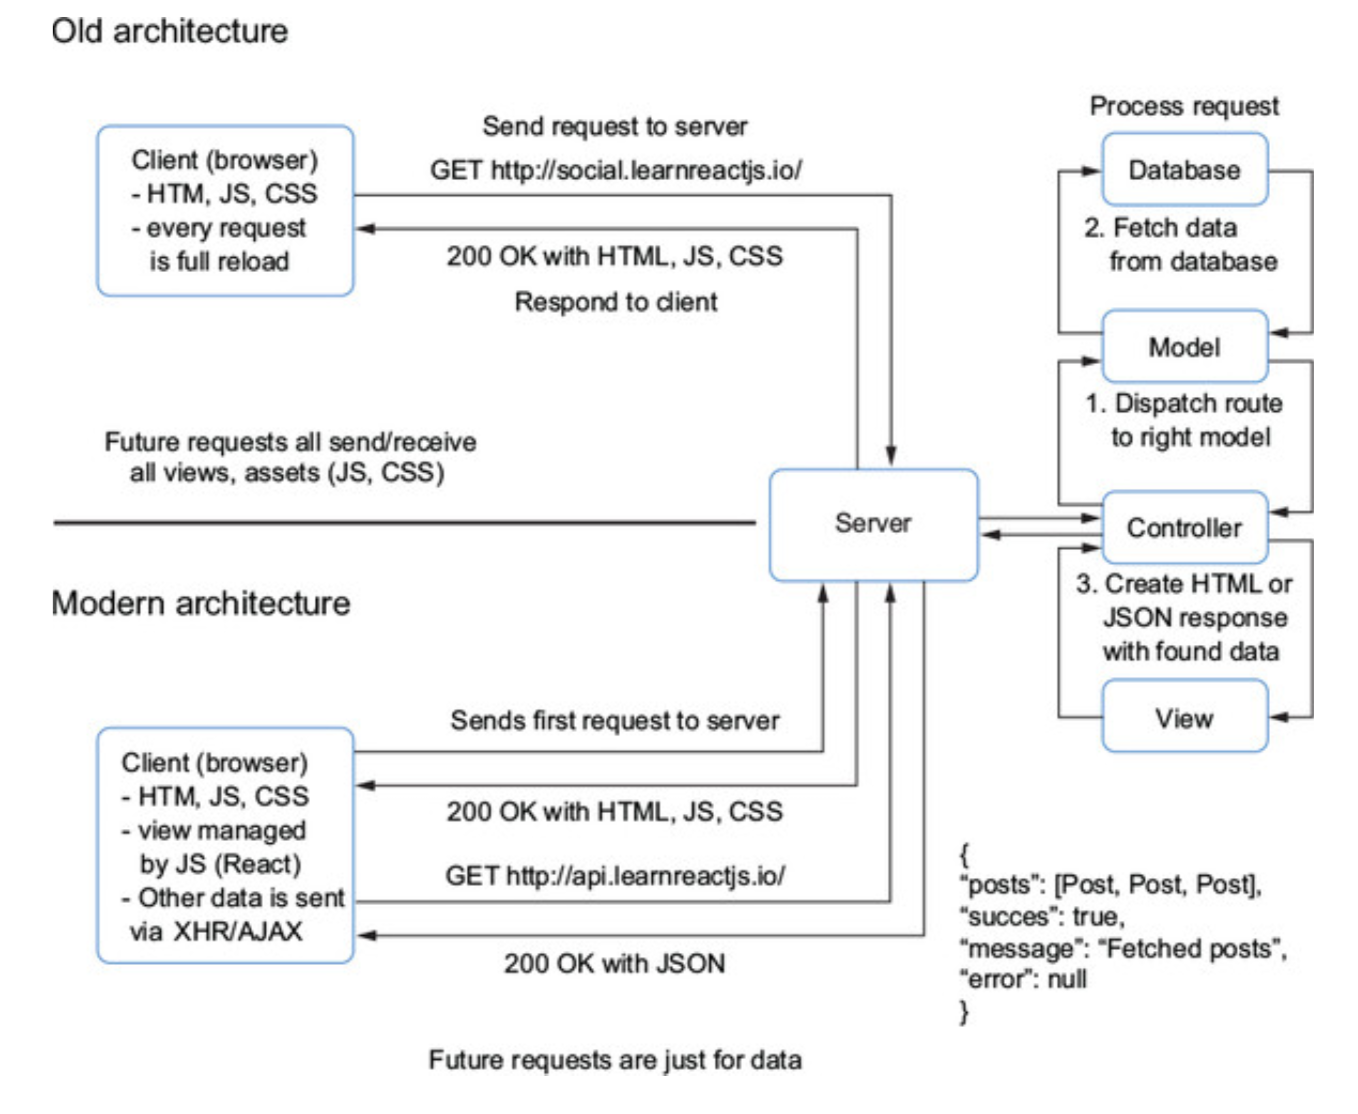 Old architecture
Client (browser)
- HTM, JS, CSS
- every request
is full reload
Send request to server
GET http://social.learnreactjs.io/
200 OK with HTML, JS, CSS
Respond to client
Future requests all send/receive
all views, assets (JS, CSS)
Server
Process request
Database
2. Fetch data
from database
Model
1. Dispatch route
to right model
Controller
3. Create HTML or
JSON response
with found data
View
Modern architecture
Client (browser)
- HTM, JS, CSS
- view managed
by JS (React)
- Other data is sent
via XHR/AJAX
Sends first request to server
200 OK with HTML, JS, CSS
GET http://api.learnreactjs.io/
200 OK with JSON
{
“posts”: [Post, Post, Post],
“succes”: true,
“message”: “Fetched posts”,
“error”: null
}
Future requests are just for data